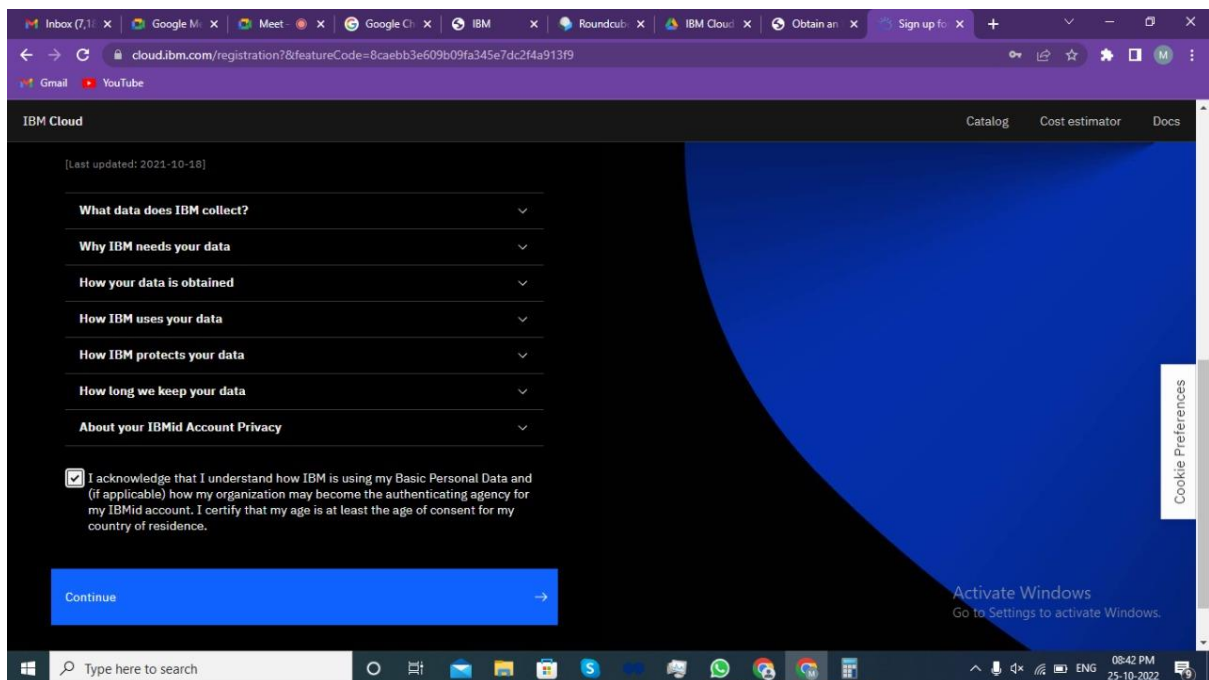 Inbox (7,1
Google M
Meet -
Google Ch
IBM
Roundcub
IBM Cloud
Obtain an
Sign up fo
cloud.ibm.com/registration?&featureCode=8caebb3e609b09fa345e7dc2f4a913f9
M
Gmail
YouTube
IBM Cloud
Catalog
Cost estimator
Docs
[Last updated: 2021-10-18]
What data does IBM collect?
Why IBM needs your data
How your data is obtained
How IBM uses your data
How IBM protects your data
How long we keep your data
About your IBMid Account Privacy
I acknowledge that I understand how IBM is using my Basic Personal Data and
(if applicable) how my organization may become the authenticating agency for
my IBMid account. I certify that my age is at least the age of consent for my
country of residence.
Continue
Cookie Preferences
Activate Windows
Go to Settings to activate Windows.
Type here to search
ENG
08:42 PM
25-10-2022